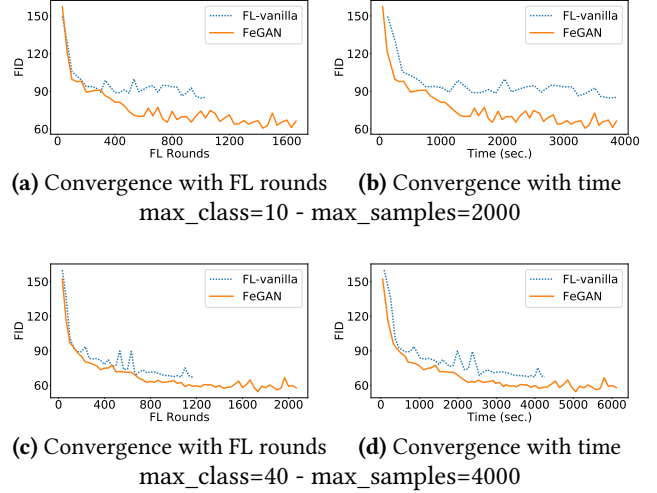 FL-vanilla
FeGAN
150
120
90
60
FID
0 400 800 1200 1600
FL Rounds
FL-vanilla
FeGAN
150
120
90
60
FID
0 1000 2000 3000 4000
Time (sec.)
(a) Convergence with FL rounds (b) Convergence with time
max_class=10 - max_samples=2000
FL-vanilla
FeGAN
150
120
90
60
FID
0 400 800 1200 1600 2000
FL Rounds
FL-vanilla
FeGAN
150
120
90
60
FID
0 1000 2000 3000 4000 5000 6000
Time (sec.)
(c) Convergence with FL rounds (d) Convergence with time
max_class=40 - max_samples=4000